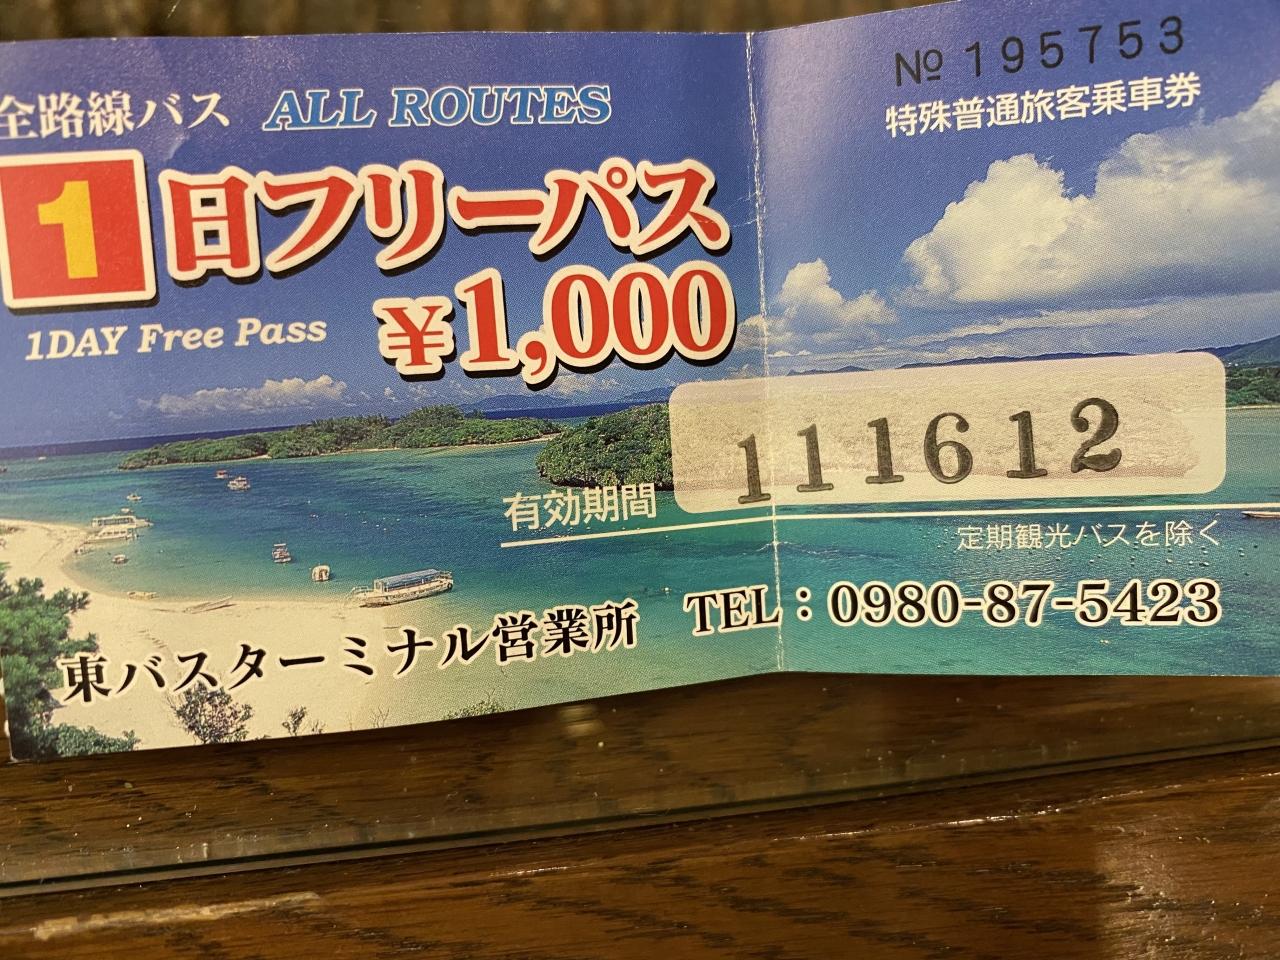 № 195753
特殊普通旅客乗車券
全路線バス ALL ROUTES
1日フリーパス
1DAY Free Pass
¥1,000
有効期間 111612
定期観光バスを除く
東バスターミナル営業所 TEL：0980-87-5423